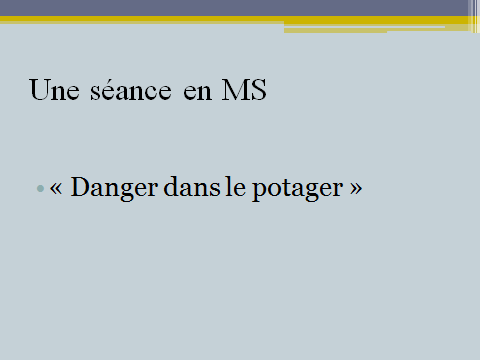 Une séance en MS
• « Danger dans le potager »